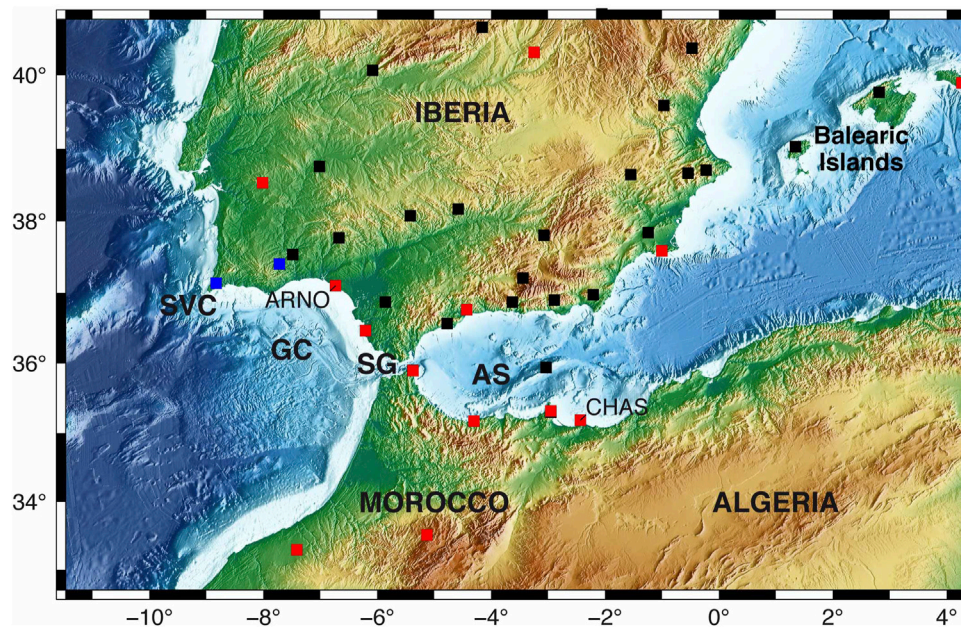 40°
IBERIA
Balearic
Islands
38°
ARNO
SVC
GC
SG
36°
AS
CHAS
34°
MOROCCO
ALGERIA
−10° −8° −6° −4° −2° 0° 2° 4°